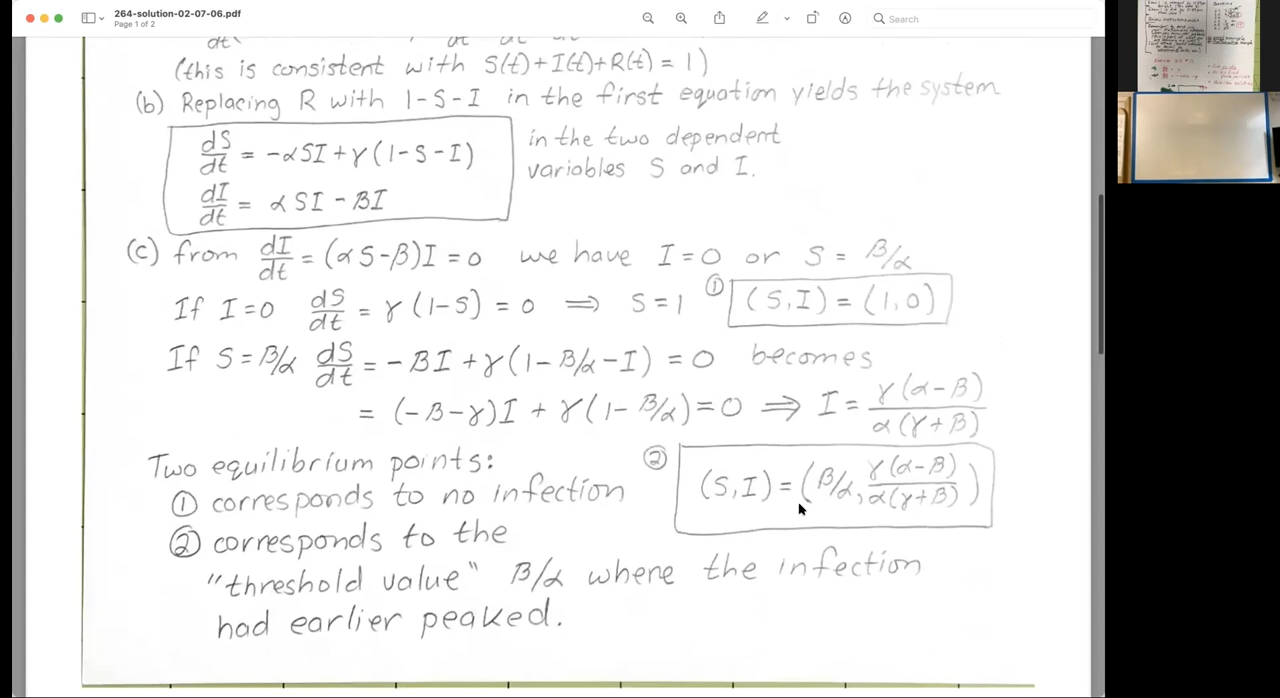 264-solution-02-07-06.pdf
Page 1 of 2
Search
(this is consistent with S(t)+I(t)+R(t) = 1)
(b) Replacing R with 1-S-I in the first equation yields the system
dS/dt = -αSI+γ(1-S-I) in the two dependent
variables S and I.
dI/dt = αSI - βI
(c) from dI/dt = (αS-β)I = 0 we have I=0 or S = β/α
If I=0 dS/dt = γ(1-S) = 0 ⇒ S=1 ① (S,I) = (1,0)
If S=β/α dS/dt = -βI+γ(1-β/α-I) = 0 becomes
= (-β-γ)I + γ(1-β/α)=0 ⇒ I = γ(α-β)/α(γ+β)
Two equilibrium points: ②
① corresponds to no infection (S,I) = (β/α, γ(α-β)/α(γ+β))
② corresponds to the
"threshold value" β/α where the infection
had earlier peaked.